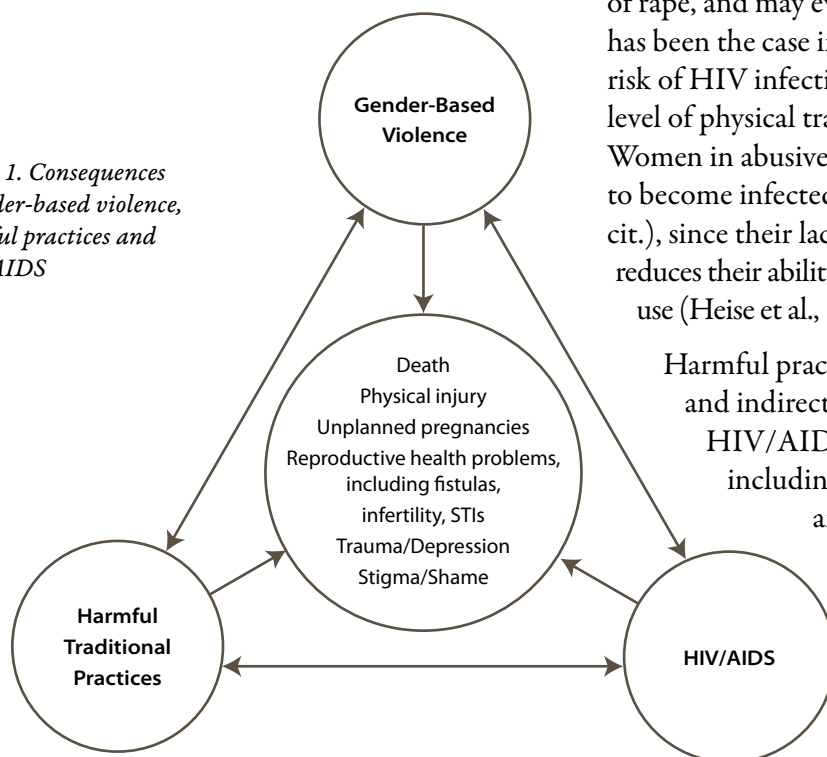 1. Consequences
der-based violence,
ful practices and
AIDS
Gender-Based
Violence
Death
Physical injury
Unplanned pregnancies
Reproductive health problems,
including fistulas,
infertility, STIs
Trauma/Depression
Stigma/Shame
Harmful
Traditional
Practices
HIV/AIDS
of rape, and may ev
has been the case i
risk of HIV infecti
level of physical tra
Women in abusive
to become infected
cit.), since their lac
reduces their abilit
use (Heise et al.,
Harmful prac
and indirect
HIV/AID
includin
a